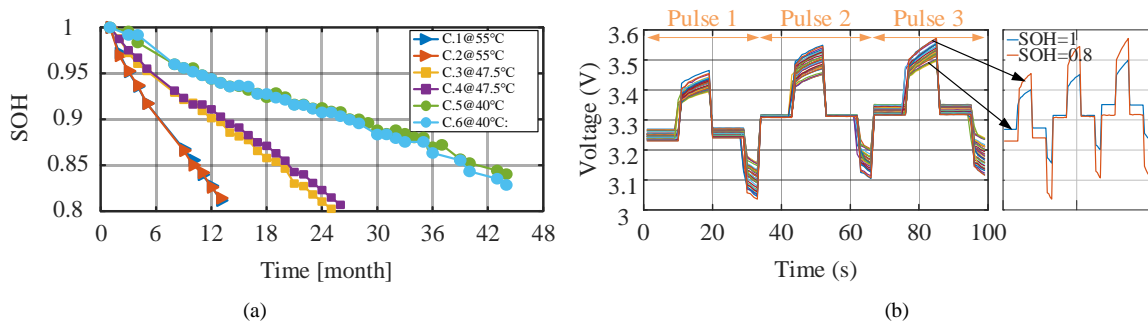 1
0.95
0.9
0.85
0.8
SOH
0 6 12 18 24 30 36 42 48
Time [month]
C.1@55℃
C.2@55℃
C.3@47.5℃
C.4@47.5℃
C.5@40℃
C.6@40℃:
(a)
Pulse 1 Pulse 2 Pulse 3
3.6
3.5
3.4
3.3
3.2
3.1
3
Voltage (V)
0 20 40 60 80 100
Time (s)
SOH=1
SOH=0.8
(b)